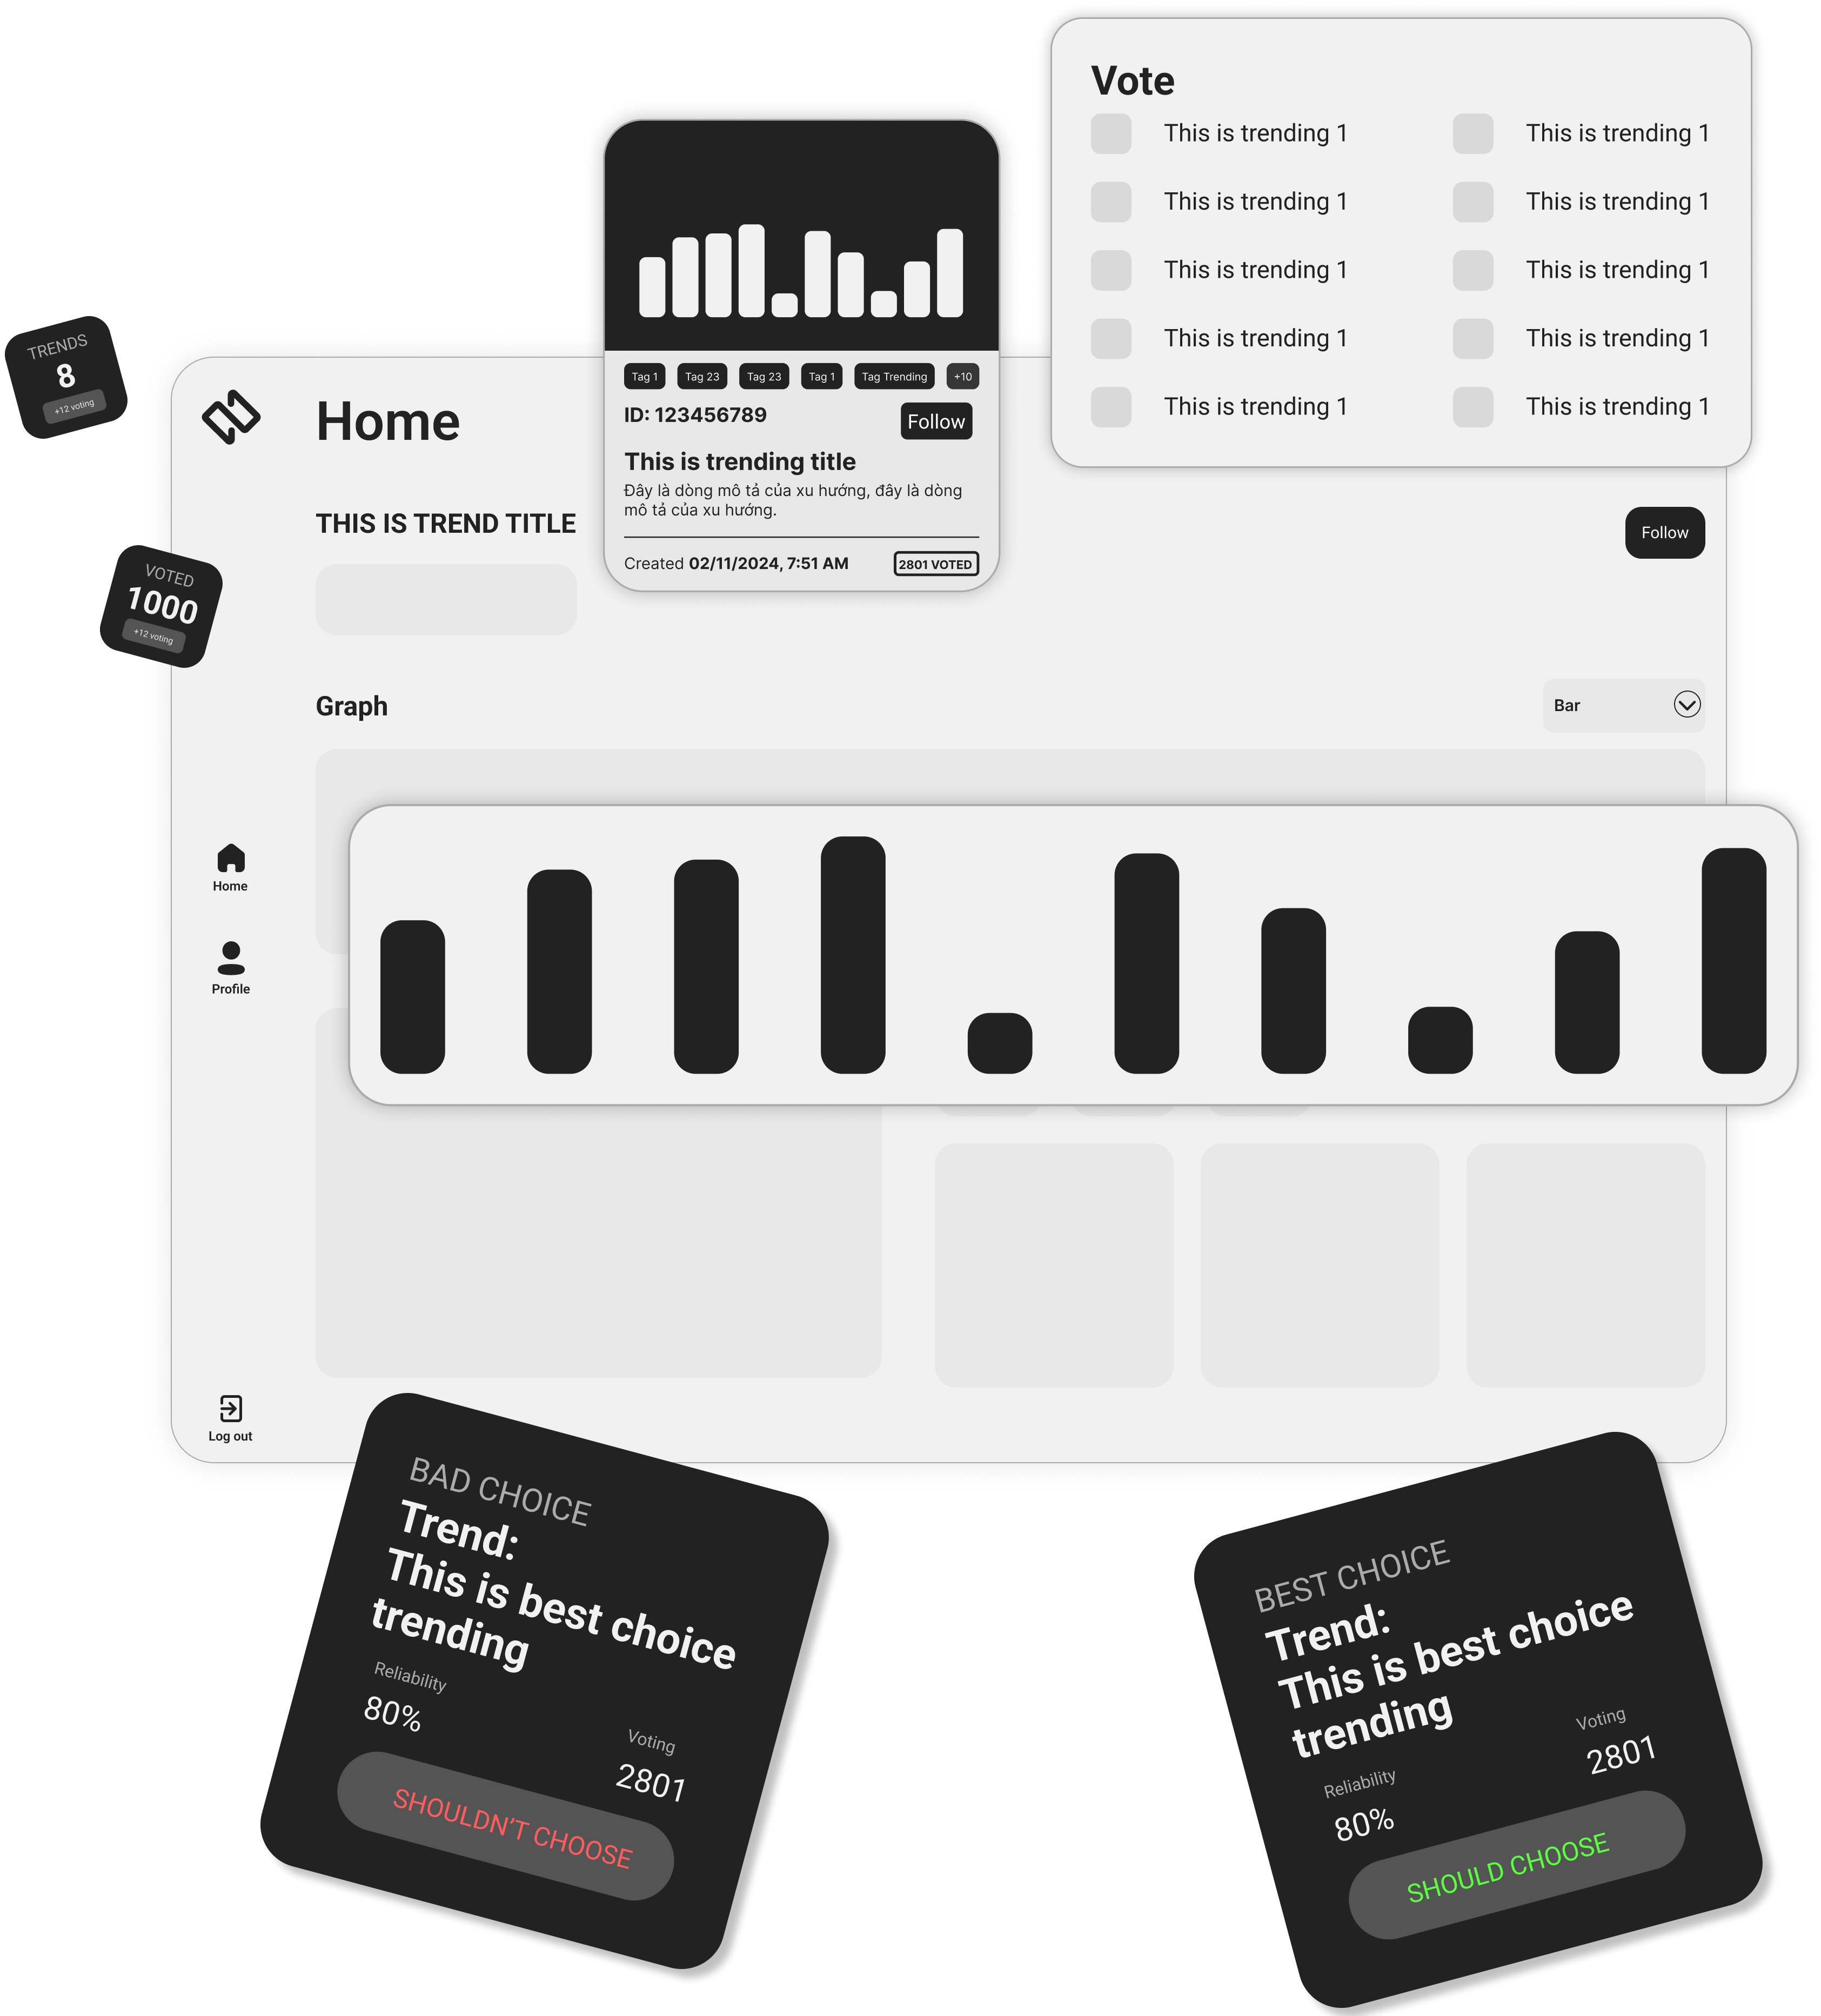 Vote
This is trending 1
This is trending 1
This is trending 1
This is trending 1
This is trending 1
This is trending 1
This is trending 1
This is trending 1
This is trending 1
This is trending 1
TRENDS
8
+12 voting
Tag 1
Tag 23
Tag 23
Tag 1
Tag Trending
+10
ID: 123456789
Follow
This is trending title
Đây là dòng mô tả của xu hướng, đây là dòng
mô tả của xu hướng.
Created 02/11/2024, 7:51 AM
2801 VOTED
Home
THIS IS TREND TITLE
Follow
VOTED
1000
+12 voting
Graph
Bar
Home
Profile
Log out
BAD CHOICE
Trend:
This is best choice
trending
Reliability
80%
Voting
2801
SHOULDN'T CHOOSE
BEST CHOICE
Trend:
This is best choice
trending
Reliability
80%
Voting
2801
SHOULD CHOOSE